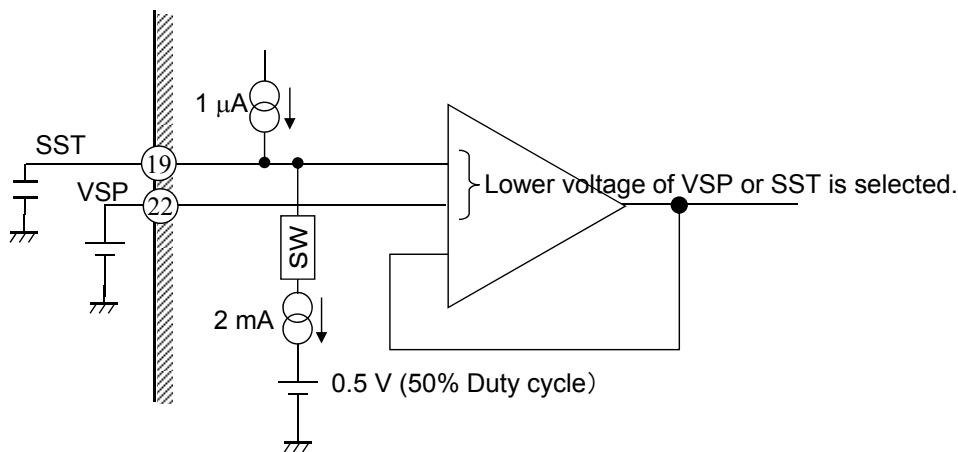 1 μA
SST
19
VSP
22
Lower voltage of VSP or SST is selected.
SW
2 mA
0.5 V (50% Duty cycle）